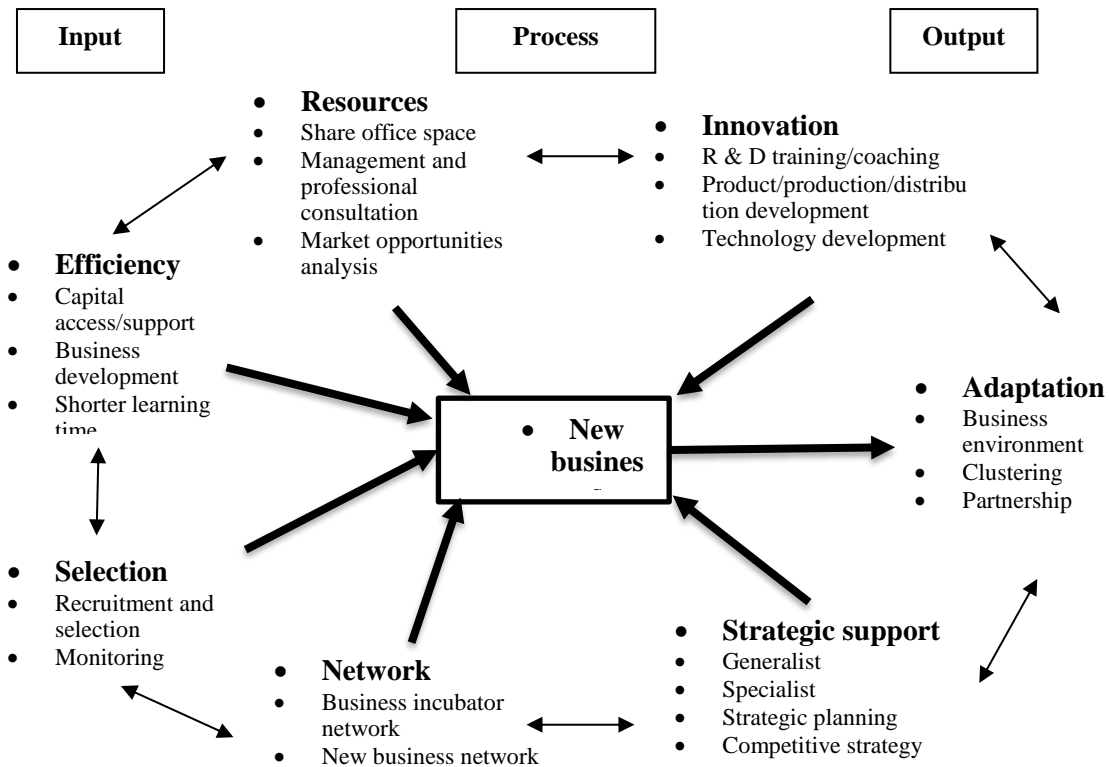 Input
Process
Output
• Resources
• Share office space
• Management and
professional
consultation
• Market opportunities
analysis
• Innovation
• R & D training/coaching
• Product/production/distribu
tion development
• Technology development
• Efficiency
• Capital
access/support
• Business
development
• Shorter learning
time
• New
busines
• Adaptation
• Business
environment
• Clustering
• Partnership
• Selection
• Recruitment and
selection
• Monitoring
• Network
• Business incubator
network
• New business network
• Strategic support
• Generalist
• Specialist
• Strategic planning
• Competitive strategy